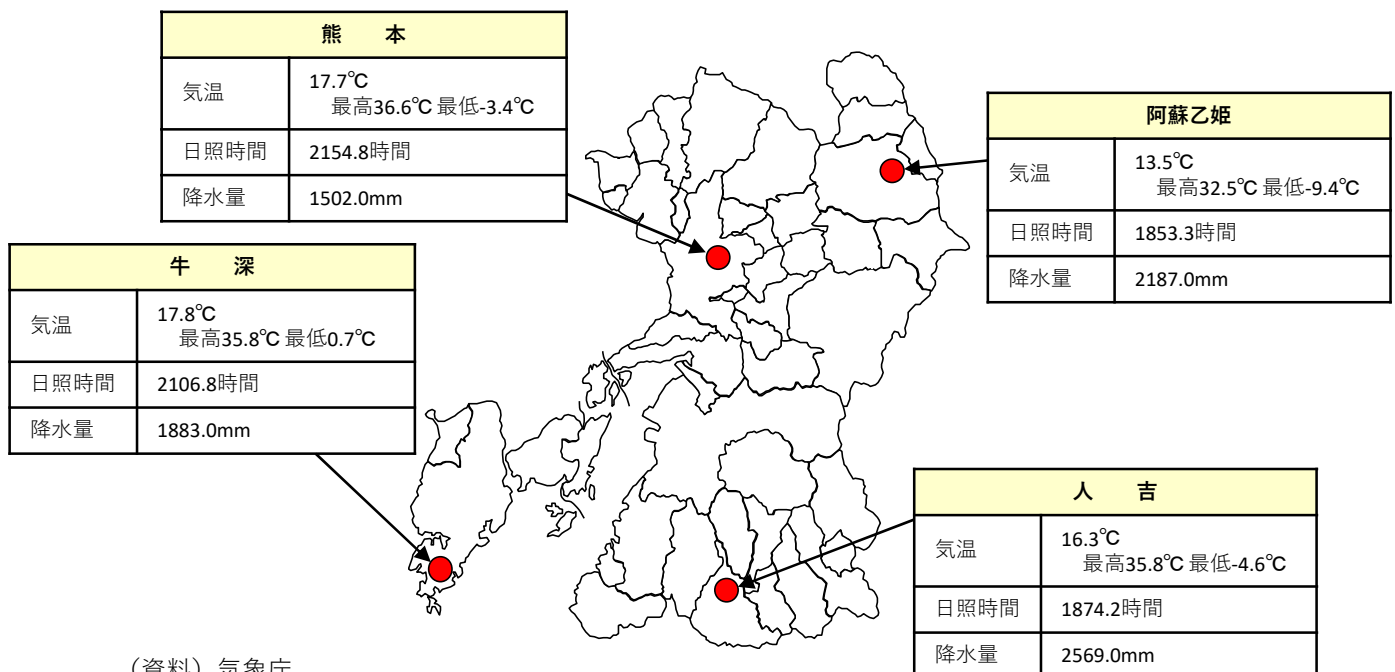 熊　　本
気温
17.7℃
最高36.6℃ 最低-3.4℃
日照時間
2154.8時間
降水量
1502.0mm
阿蘇乙姫
気温
13.5℃
最高32.5℃ 最低-9.4℃
日照時間
1853.3時間
降水量
2187.0mm
牛　　深
気温
17.8℃
最高35.8℃ 最低0.7℃
日照時間
2106.8時間
降水量
1883.0mm
人　　吉
気温
16.3℃
最高35.8℃ 最低-4.6℃
日照時間
1874.2時間
降水量
2569.0mm
（資料）気象庁